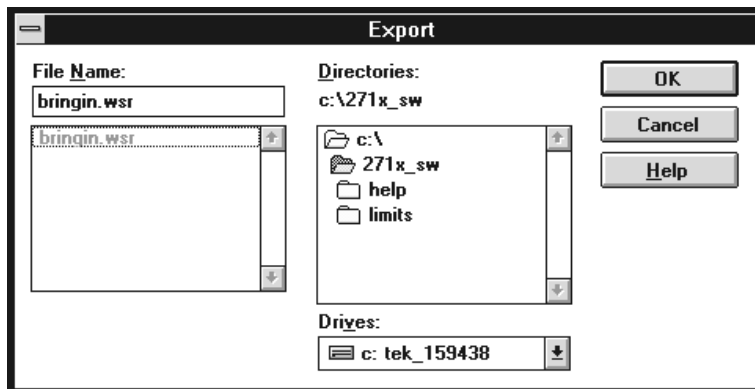 Export
File Name:
bringin.wsr
bringin.wsr
Directories:
c:\271x_sw
c:\
271x_sw
help
limits
Drives:
c: tek_159438
OK
Cancel
Help